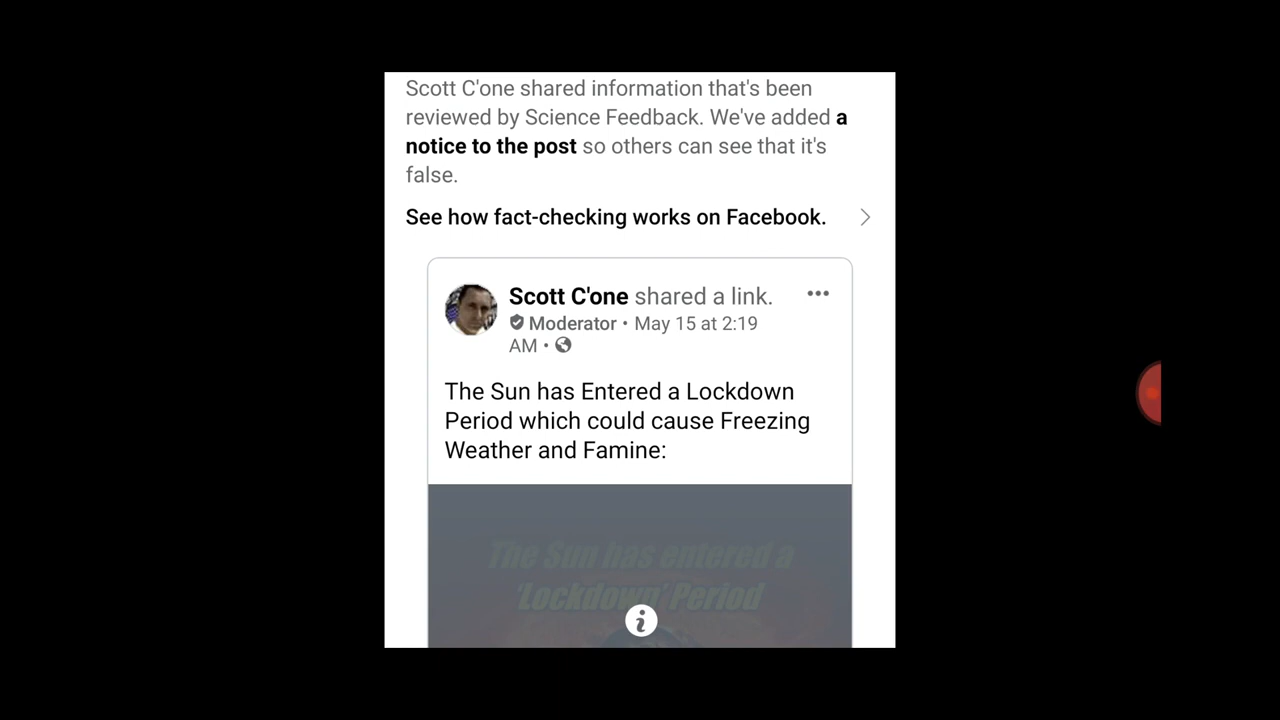 Scott C'one shared information that's been
reviewed by Science Feedback. We've added a
notice to the post so others can see that it's
false.
See how fact-checking works on Facebook.
Scott C'one shared a link.
Moderator • May 15 at 2:19
AM •
The Sun has Entered a Lockdown
Period which could cause Freezing
Weather and Famine:
The Sun has entered a
'Lockdown' Period